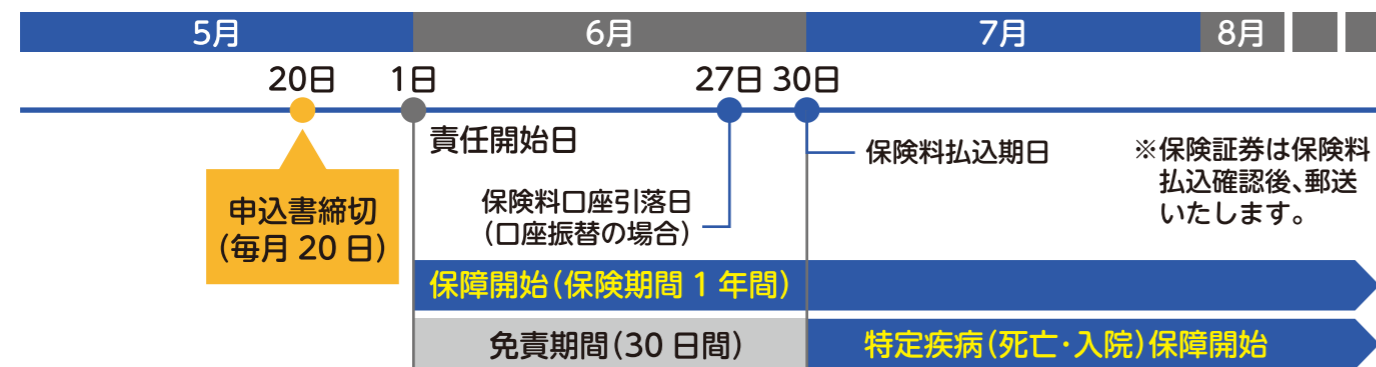 5月 6月 7月 8月
20日 1日 27日 30日
責任開始日
保険料払込期日
※保険証券は保険料
払込確認後、郵送
いたします。
申込書締切
(毎月 20 日)
保険料口座引落日
(口座振替の場合)
保障開始(保険期間 1 年間)
免責期間(30 日間)
特定疾病(死亡・入院)保障開始